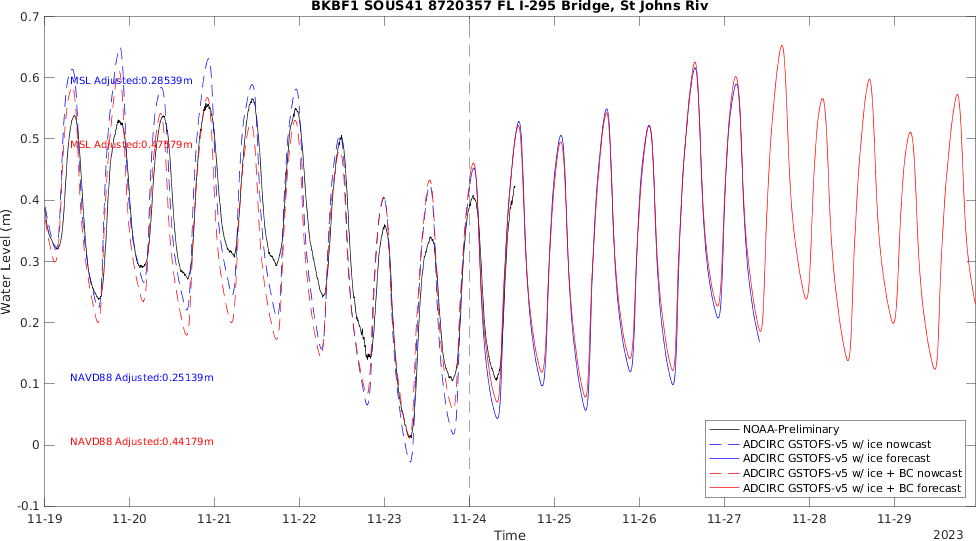 BKBF1 SOUS41 8720357 FL I-295 Bridge, St Johns Riv
0.7
0.6
0.5
0.4
0.3
0.2
0.1
0
-0.1
Water Level (m)
MSL Adjusted:0.28539m
MSL Adjusted:0.47579m
NAVD88 Adjusted:0.25139m
NAVD88 Adjusted:0.44179m
NOAA-Preliminary
ADCIRC GSTOFS-v5 w/ ice nowcast
ADCIRC GSTOFS-v5 w/ ice forecast
ADCIRC GSTOFS-v5 w/ ice + BC nowcast
ADCIRC GSTOFS-v5 w/ ice + BC forecast
11-19 11-20 11-21 11-22 11-23 11-24 11-25 11-26 11-27 11-28 11-29
Time
2023